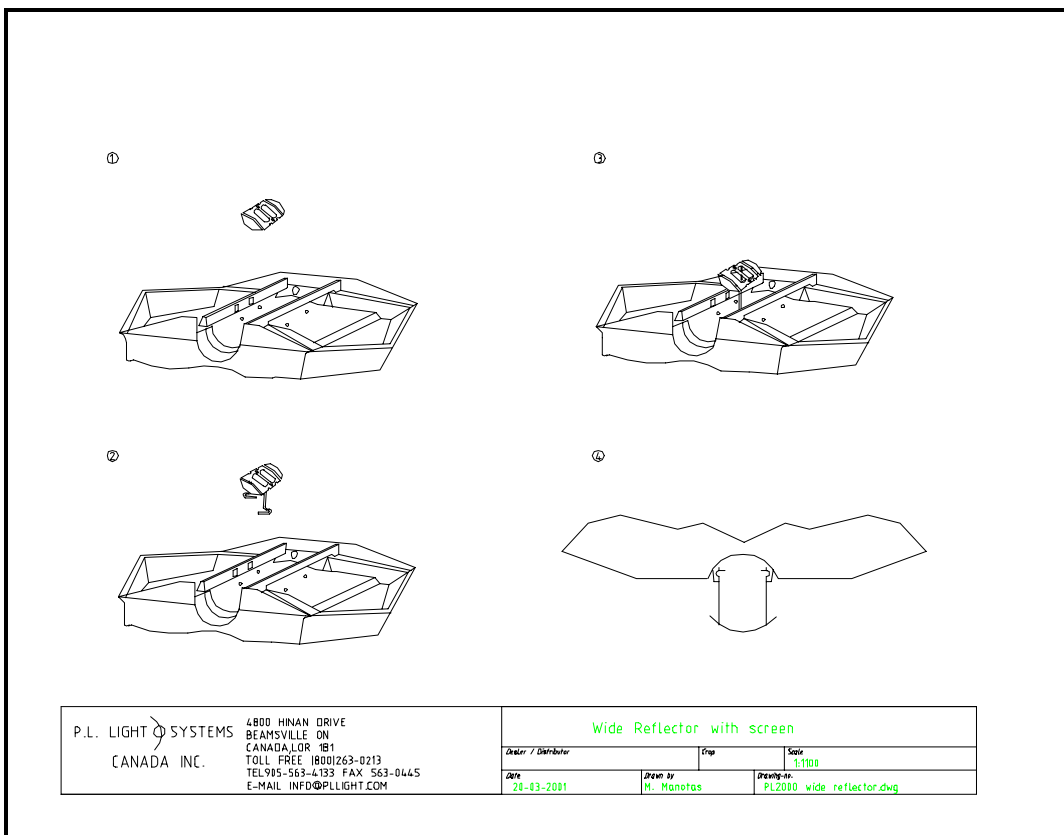 ①
③
②
④
P.L. LIGHT SYSTEMS
CANADA INC.
4800 HINAN DRIVE
BEAMSVILLE ON
CANADA,LOR 1B1
TOLL FREE (800)263-0213
TEL905-563-4133 FAX 563-0445
E-MAIL INFO@PLLIGHT.COM
Wide Reflector with screen
Dealer / Distributor
Crop
Scale
1:1100
Date
20-03-2001
Drawn by
M. Manotas
Drawing-no.
PL2000 wide reflector.dwg